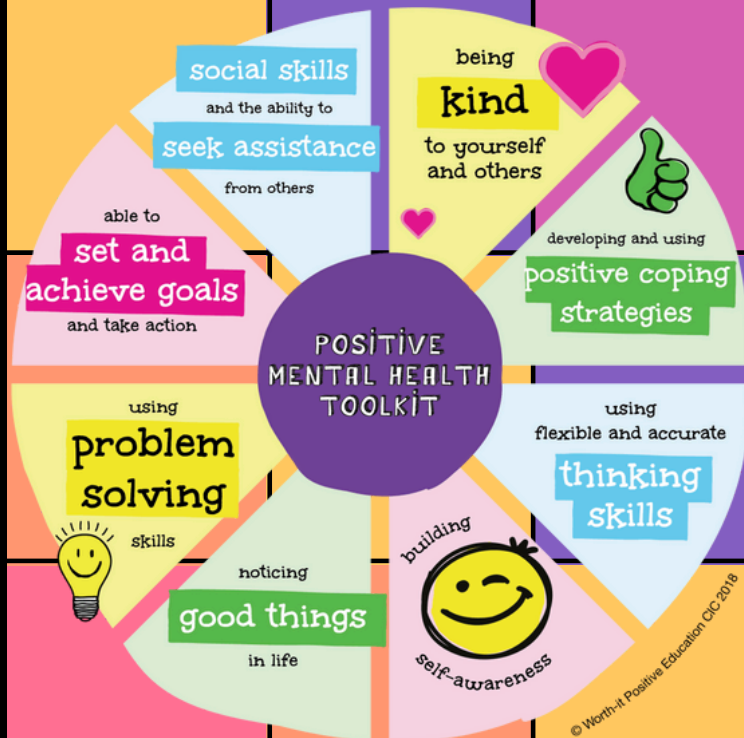 POSITIVE
MENTAL HEALTH
TOOLKIT
being
kind
to yourself
and others
developing and using
positive coping
strategies
using
flexible and accurate
thinking
skills
building
self-awareness
noticing
good things
in life
using
problem
solving
skills
able to
set and
achieve goals
and take action
social skills
and the ability to
seek assistance
from others
© Worth-it Positive Education CIC 2018